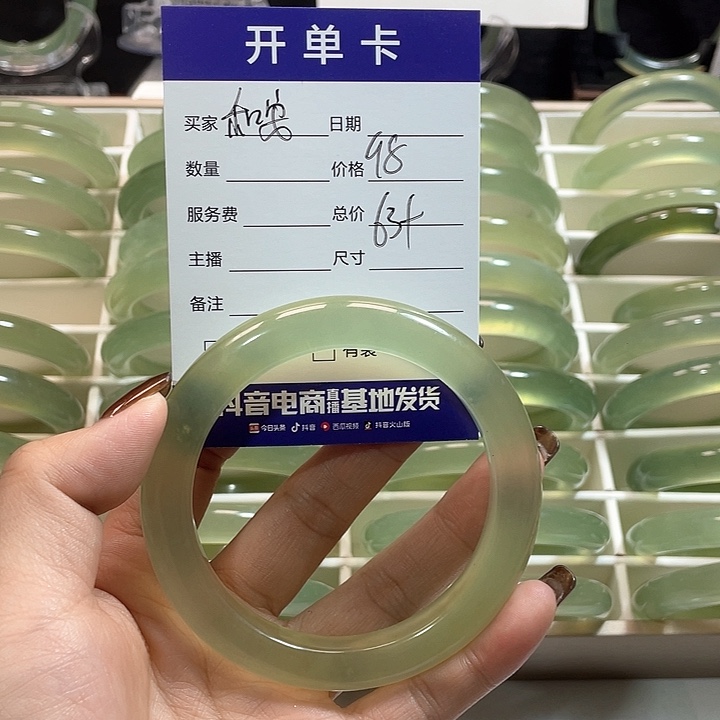 开单卡
买家 日期
数量 价格 98
服务费 总价 634
主播 尺寸
备注
有装
抖音电商直播基地发货
今日头条 抖音 西瓜视频 抖音火山版